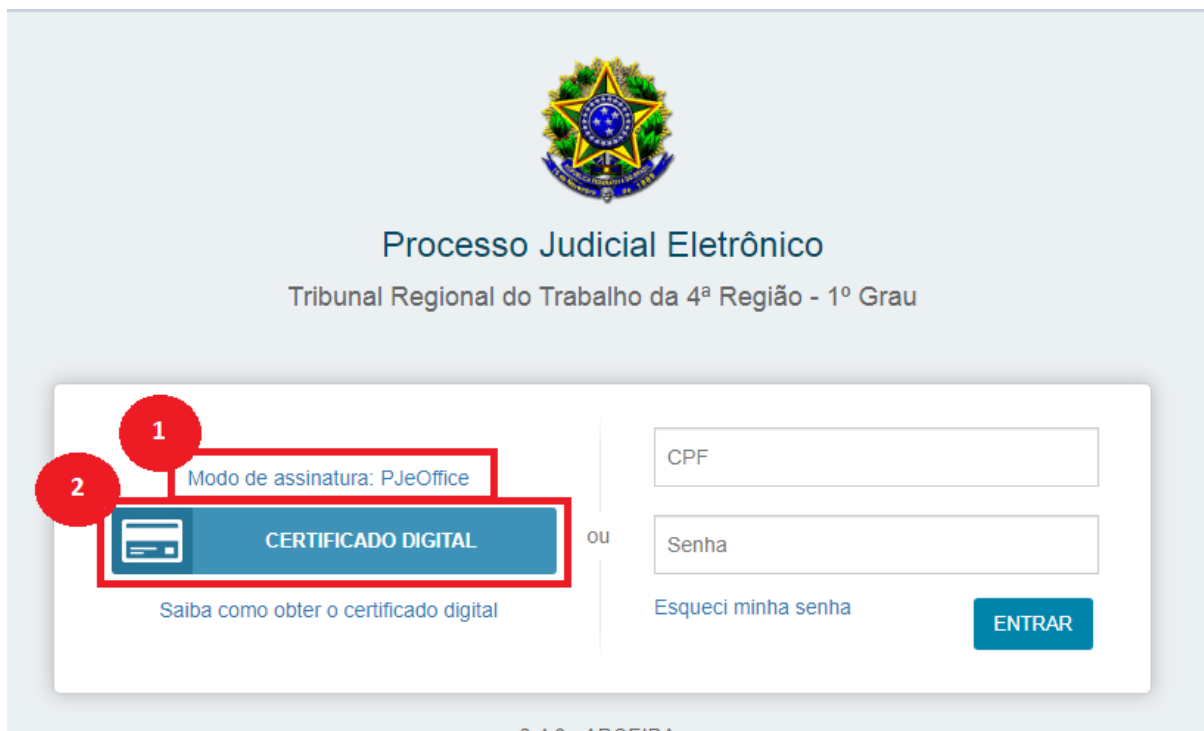 Processo Judicial Eletrônico
Tribunal Regional do Trabalho da 4ª Região - 1º Grau
1
Modo de assinatura: PJeOffice
2
CERTIFICADO DIGITAL
Saiba como obter o certificado digital
ou
CPF
Senha
Esqueci minha senha
ENTRAR